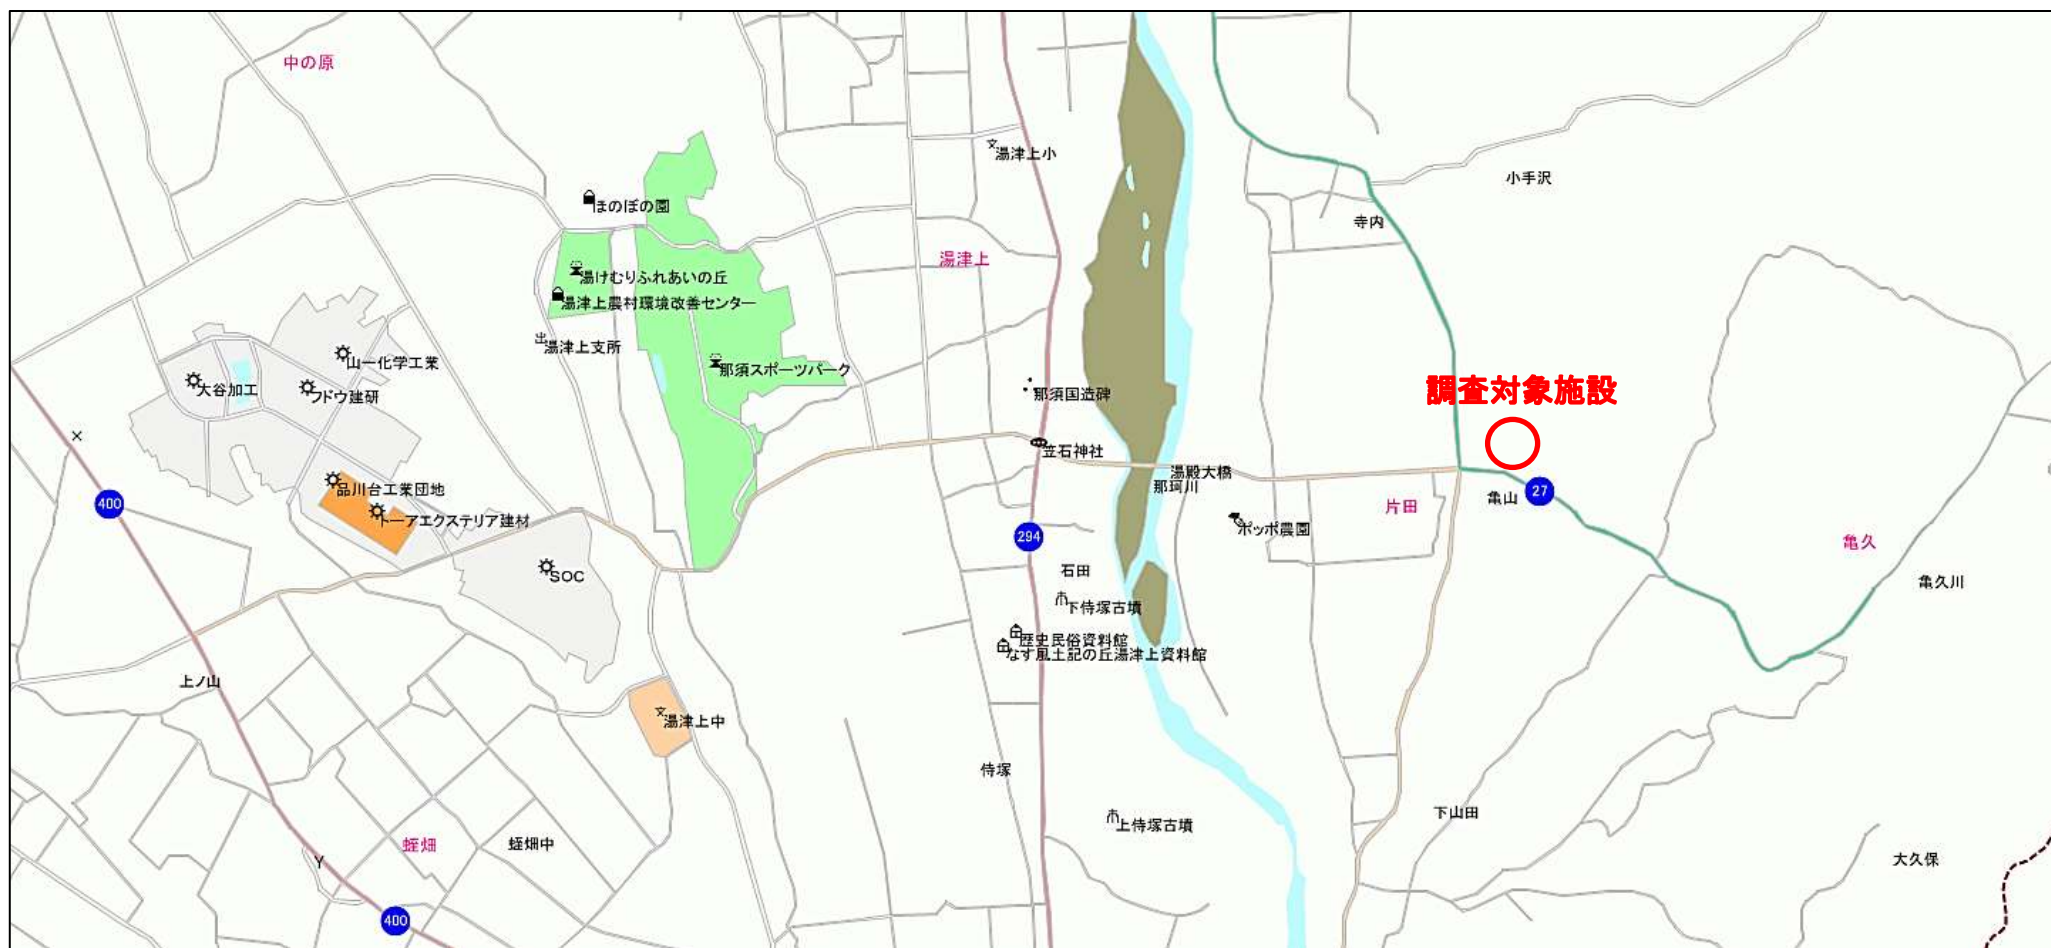 中の原
湯津上小
小手沢
ほのぼの園
寺内
湯津上
湯けむりふれあいの丘
湯津上農村環境改善センター
湯津上支所
山一化学工業
那須スポーツパーク
大谷加工
フドウ建研
那須国造碑
調査対象施設
笠石神社
湯殿大橋
那珂川
品川台工業団地
亀山
27
400
片田
トーアエクステリア建材
ポッポ農園
294
亀久
石田
SOC
亀久川
下侍塚古墳
歴史民俗資料館
なす風土記の丘湯津上資料館
上ノ山
湯津上中
侍塚
下山田
上侍塚古墳
蛭畑
蛭畑中
大久保
400